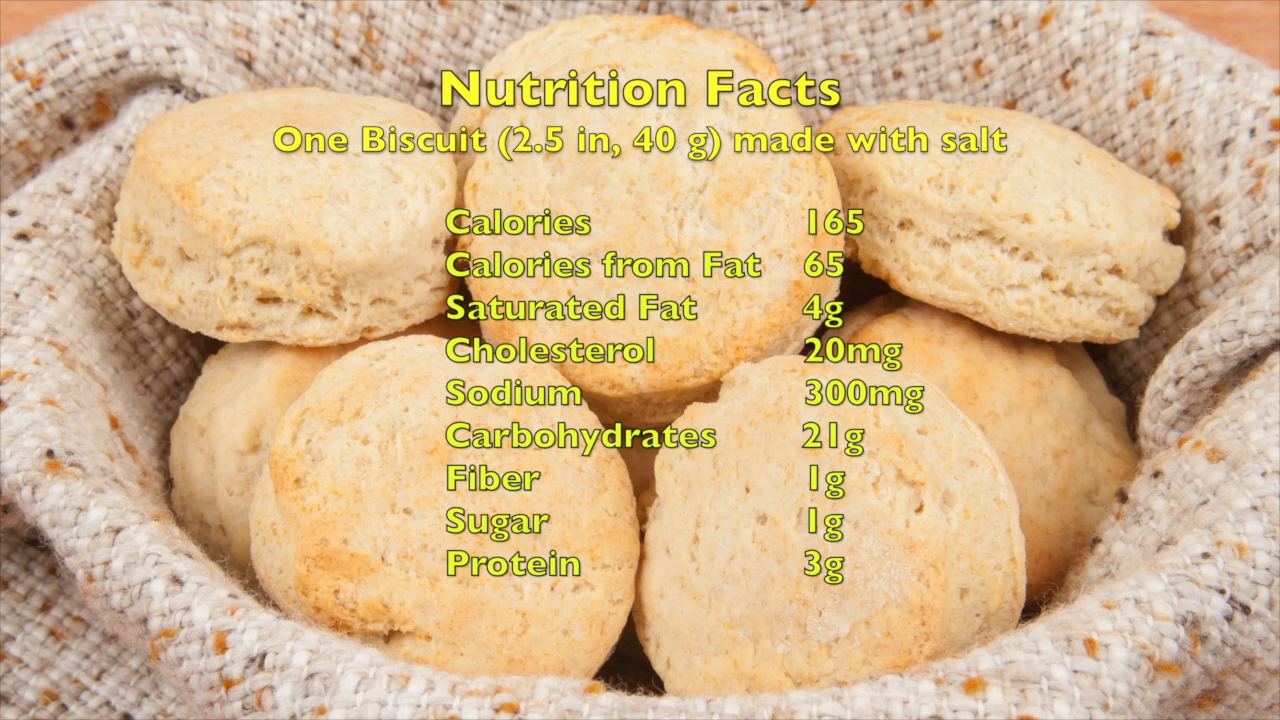 Nutrition Facts
One Biscuit (2.5 in, 40 g) made with salt
Calories 165
Calories from Fat 65
Saturated Fat 4g
Cholesterol 20mg
Sodium 300mg
Carbohydrates 21g
Fiber 1g
Sugar 1g
Protein 3g